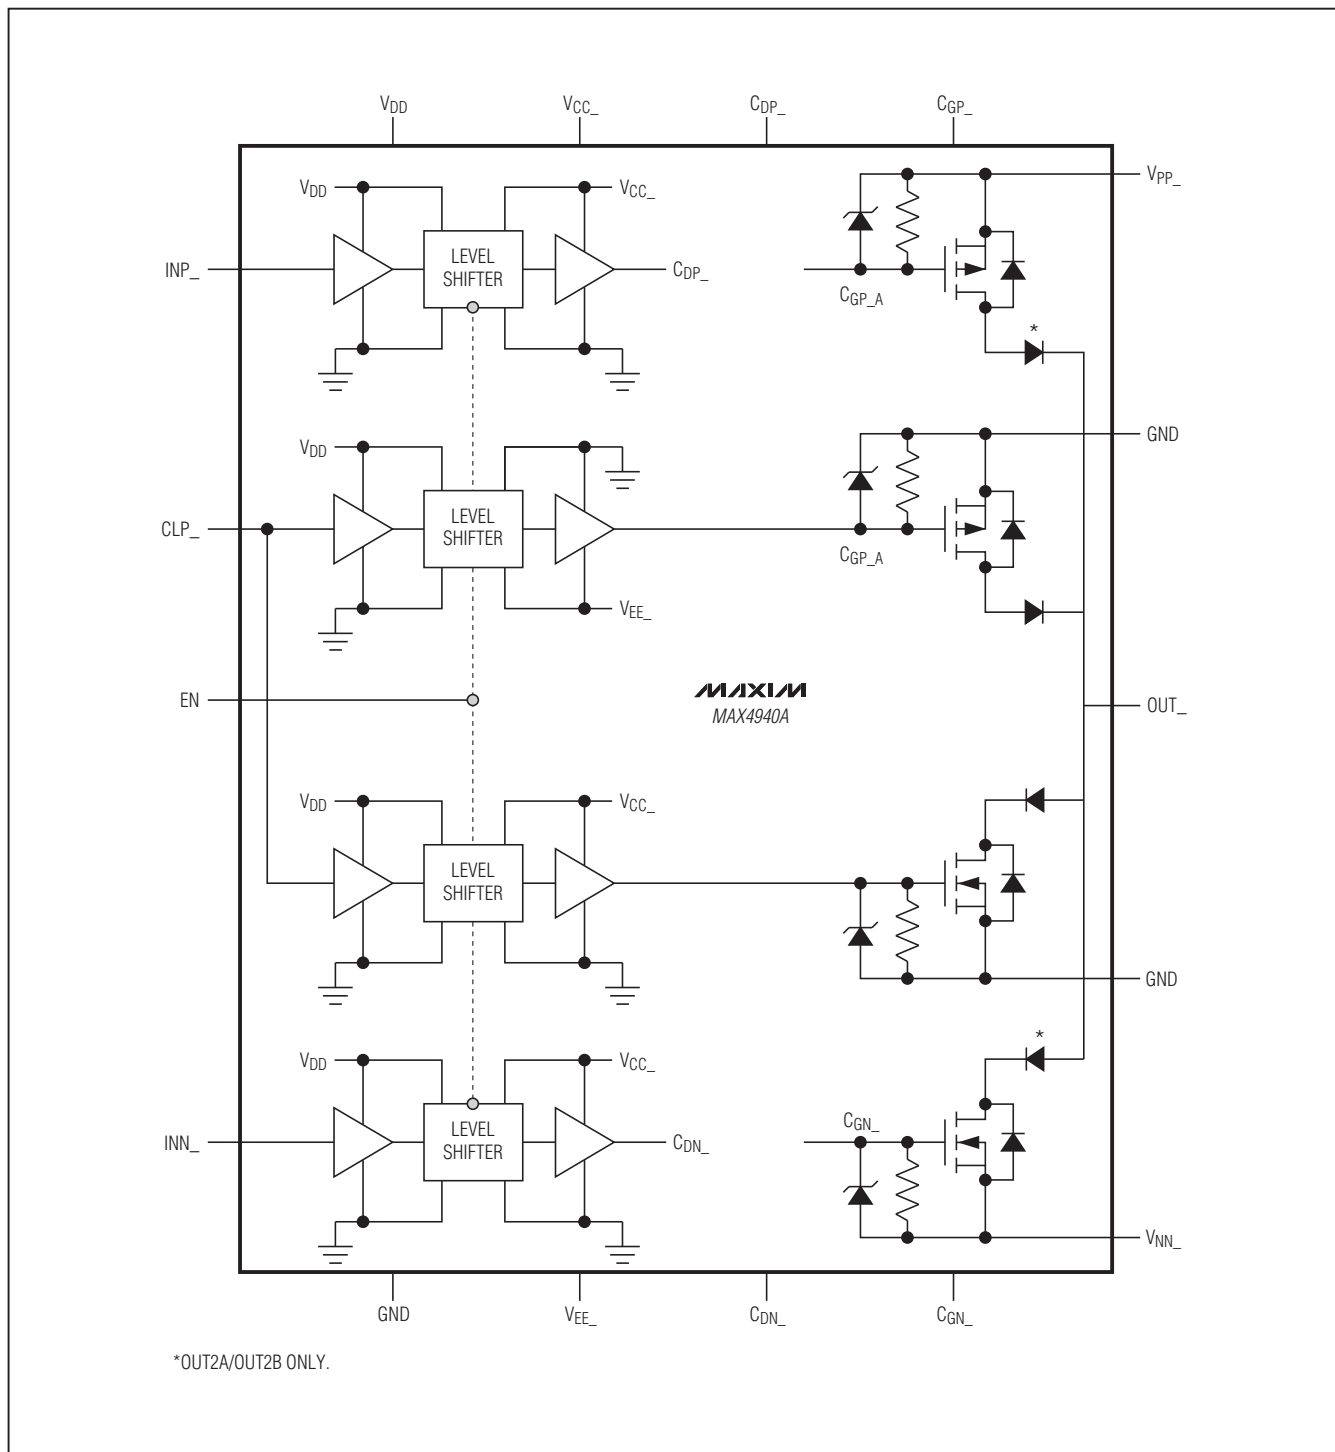 VDD VCC_ CDP_ CGP_
VDD VCC_ VPP_
INP_ LEVEL SHIFTER CDP_
CGP_A
*
VDD GND
CLP_ LEVEL SHIFTER
CGP_A
VEE_
EN
MAXIM
MAX4940A
OUT_
VDD VCC_
LEVEL SHIFTER
GND
*
VDD VCC_
CGN_
INN_ LEVEL SHIFTER CDN_
VNN_
GND VEE_ CDN_ CGN_
*OUT2A/OUT2B ONLY.